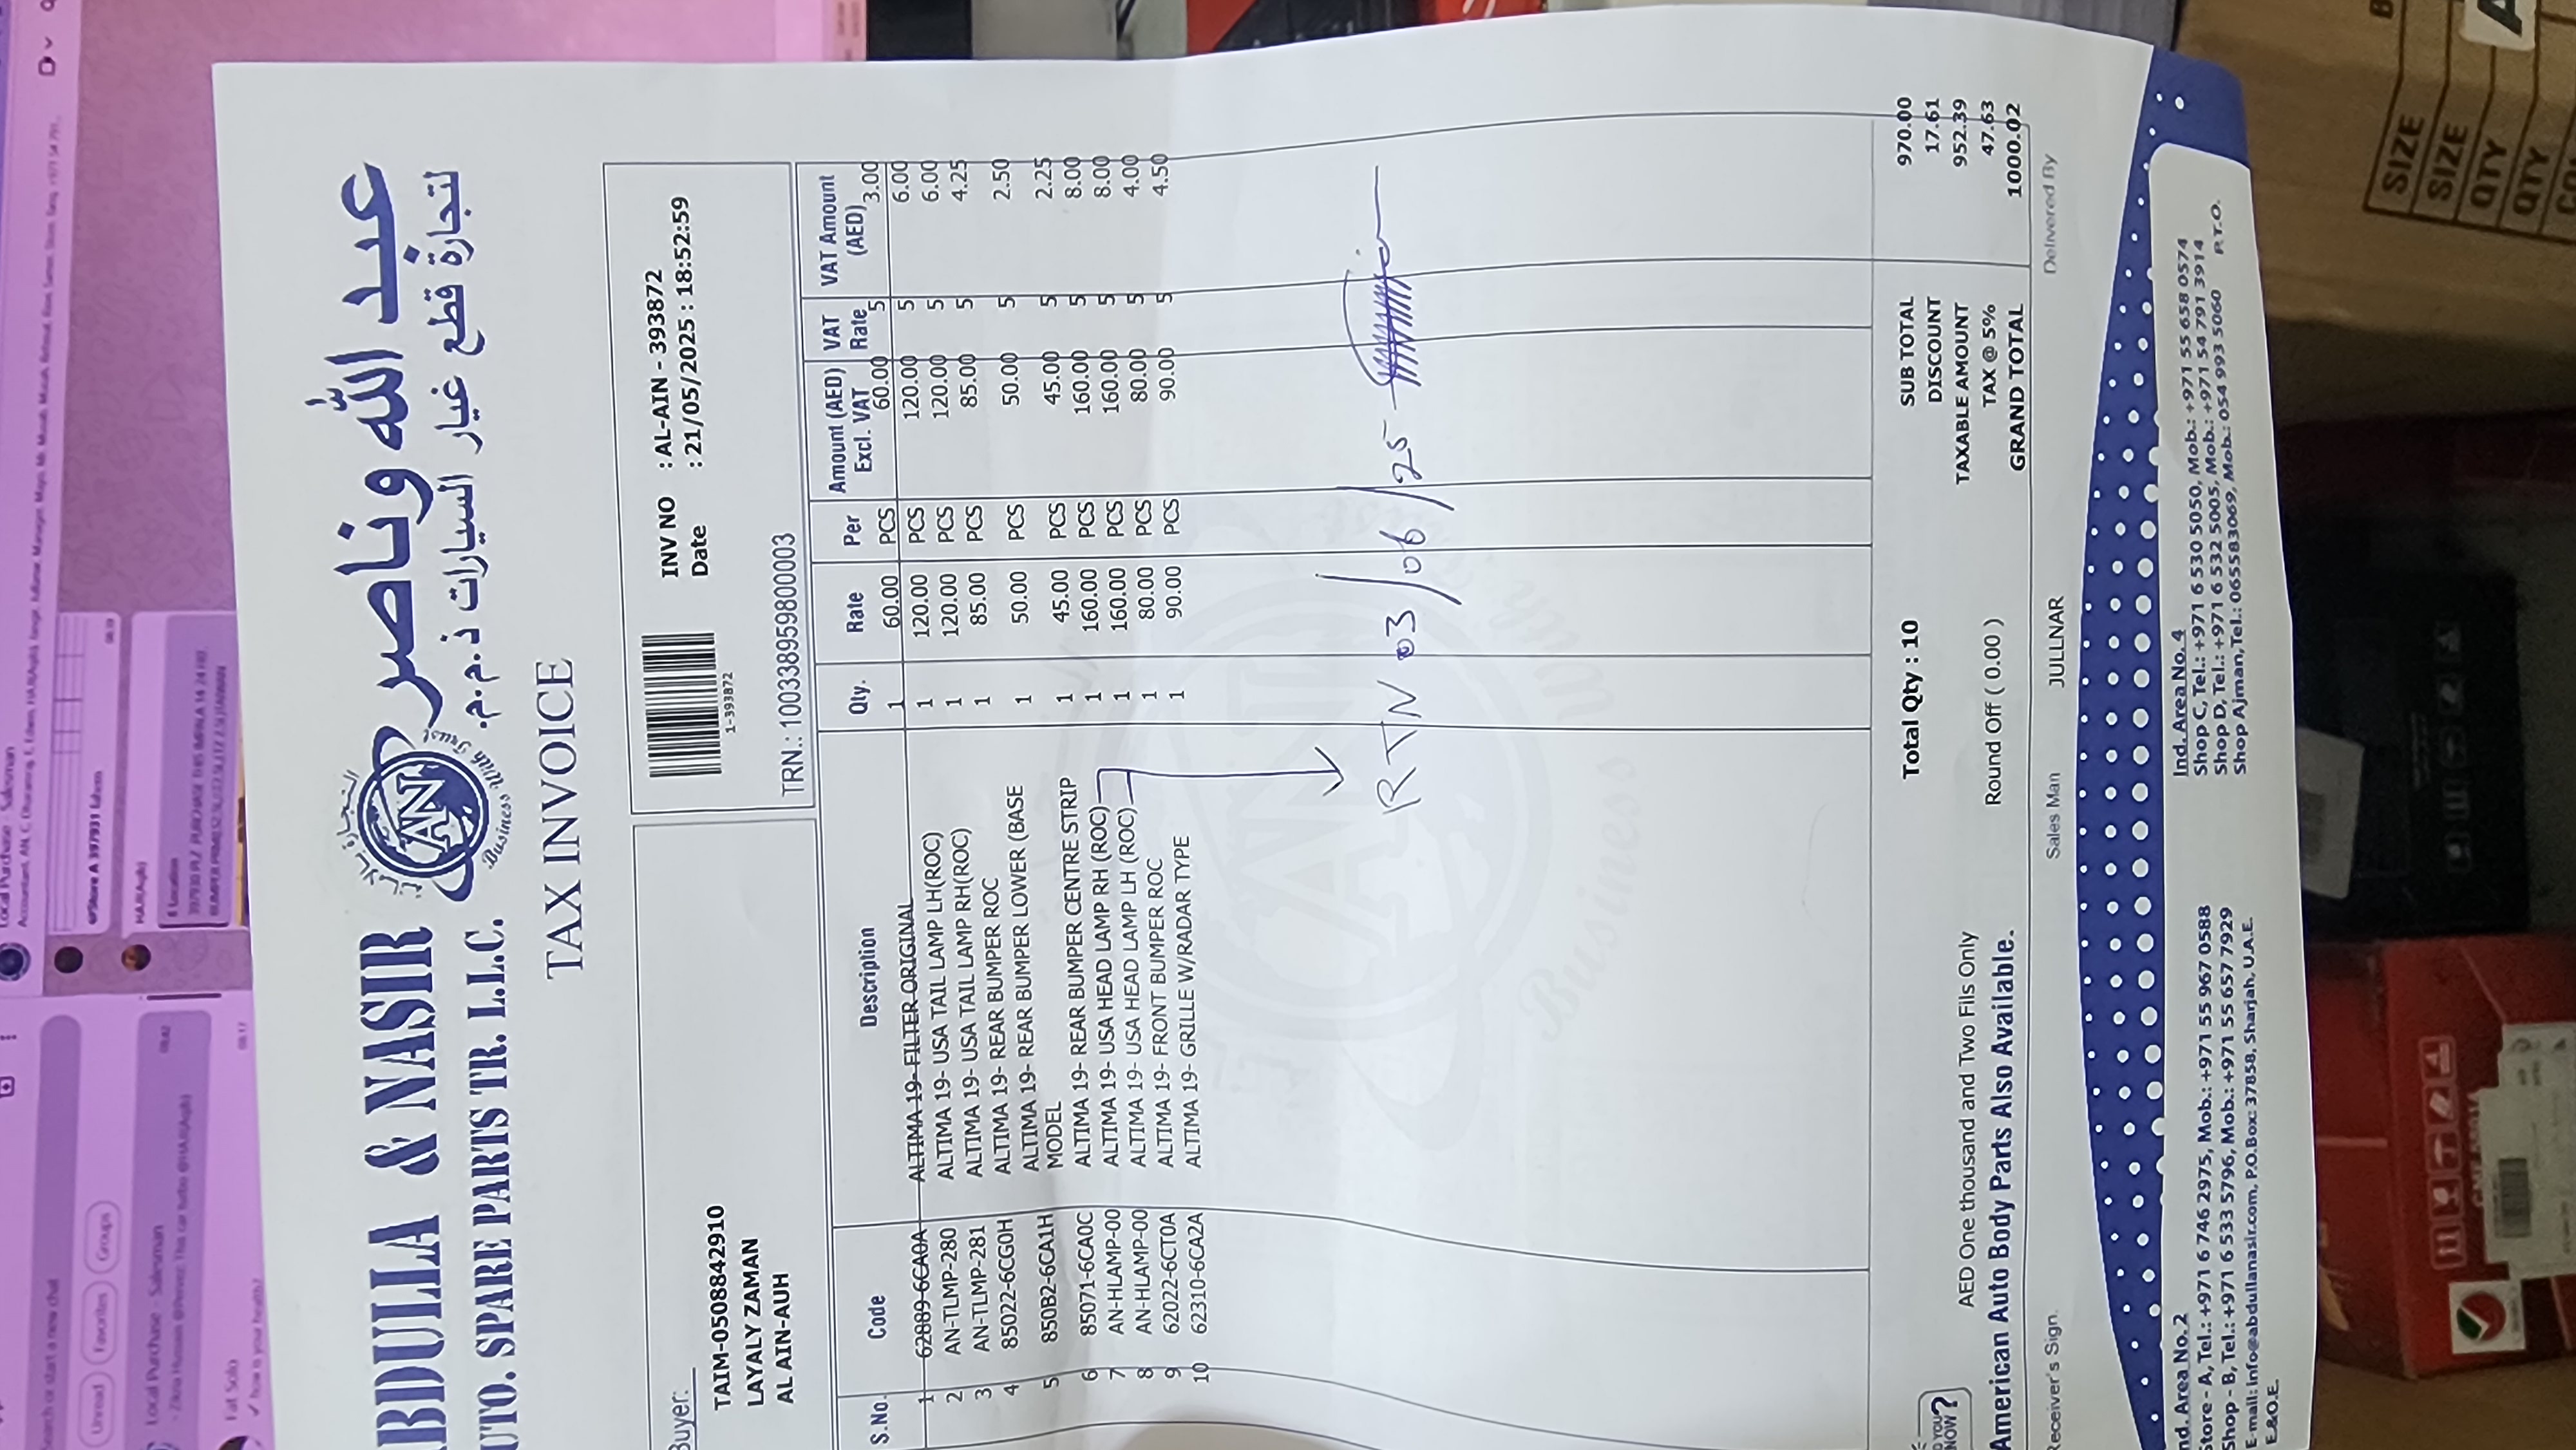 عبد الله وناصر
لتجارة قطع غيار السيارات ذ.م.م.
ABDULLA & NASIR
AUTO. SPARE PARTS TR. L.L.C.
AN
Business With Trust
TAX INVOICE
Buyer:
TAIM-0508842910
LAYALY ZAMAN
AL AIN-AUH
1-393872
INV NO : AL-AIN - 393872
Date : 21/05/2025 : 18:52:59
TRN.: 100338959800003
S.No. Code Description Qty. Rate Per Amount (AED) Excl. VAT VAT Rate VAT Amount (AED)
1 62889-6CA0A ALTIMA 19- FILTER ORIGINAL 1 60.00 PCS 60.00 5 3.00
2 AN-TLMP-280 ALTIMA 19- USA TAIL LAMP LH(ROC) 1 120.00 PCS 120.00 5 6.00
3 AN-TLMP-281 ALTIMA 19- USA TAIL LAMP RH(ROC) 1 120.00 PCS 120.00 5 6.00
4 85022-6CG0H ALTIMA 19- REAR BUMPER ROC 1 85.00 PCS 85.00 5 4.25
5 850B2-6CA1H ALTIMA 19- REAR BUMPER LOWER (BASE 1 50.00 PCS 50.00 5 2.50
MODEL
6 85071-6CA0C ALTIMA 19- REAR BUMPER CENTRE STRIP 1 45.00 PCS 45.00 5 2.25
7 AN-HLAMP-00 ALTIMA 19- USA HEAD LAMP RH (ROC) 1 160.00 PCS 160.00 5 8.00
8 AN-HLAMP-00 ALTIMA 19- USA HEAD LAMP LH (ROC) 1 160.00 PCS 160.00 5 8.00
9 62022-6CT0A ALTIMA 19- FRONT BUMPER ROC 1 80.00 PCS 80.00 5 4.00
10 62310-6CA2A ALTIMA 19- GRILLE W/RADAR TYPE 1 90.00 PCS 90.00 5 4.50
RTN 03/06/25
Total Qty : 10
SUB TOTAL 970.00
DISCOUNT 17.61
TAXABLE AMOUNT 952.39
Round Off ( 0.00 )
TAX @ 5% 47.63
GRAND TOTAL 1000.02
AED One thousand and Two Fils Only
American Auto Body Parts Also Available.
Receiver's Sign.
Sales Man JULLNAR
Delivered By
Ind. Area No. 2
Store - A, Tel.: +971 6 746 2975, Mob.: +971 55 967 0588
Shop - B, Tel.: +971 6 533 5796, Mob.: +971 55 657 7929
E-mail: info@abdullanasir.com, P.O.Box: 37858, Sharjah, U.A.E.
E.&O.E.
Ind. Area No. 4
Shop C, Tel.: +971 6 530 5050, Mob.: +971 55 658 0574
Shop D, Tel.: +971 6 532 5005, Mob.: +971 54 791 3914
Shop Ajman, Tel.: 065583069, Mob.: 054 993 5060
P.T.O.
SIZE
SIZE
QTY
QTY
Local Purchase - Salesman
Unread
Favorites
Groups